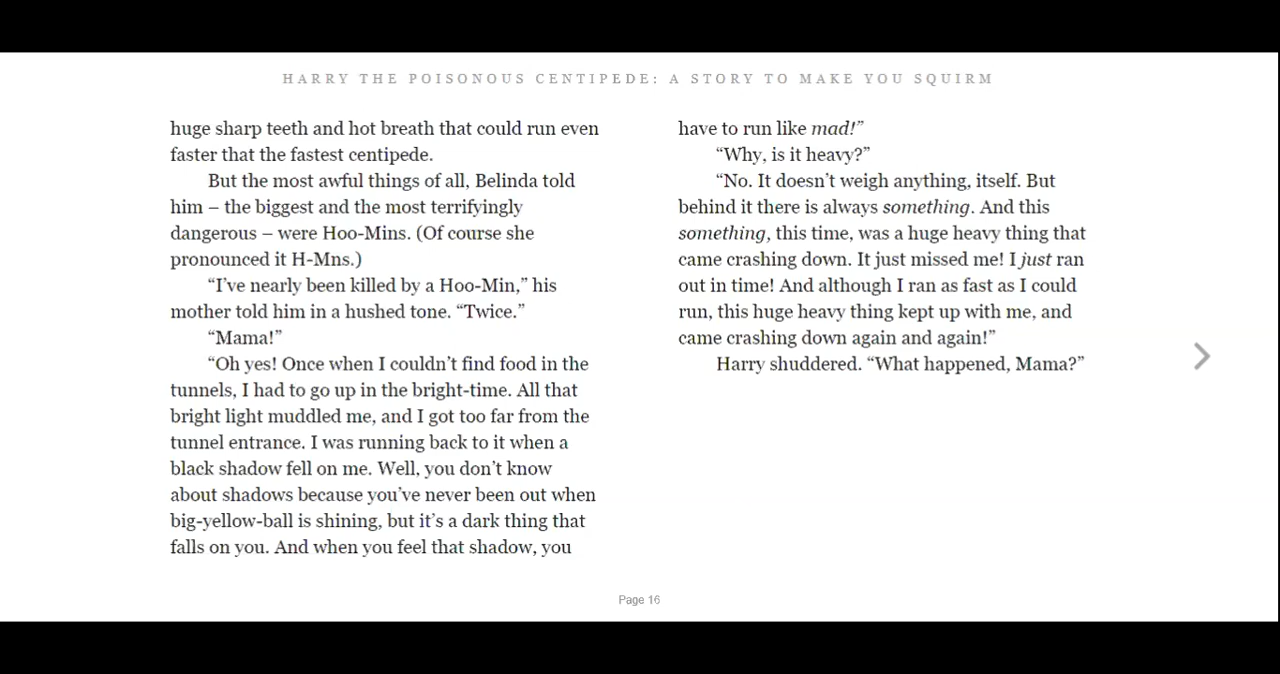 HARRY THE POISONOUS CENTIPEDE: A STORY TO MAKE YOU SQUIRM
huge sharp teeth and hot breath that could run even
faster that the fastest centipede.
But the most awful things of all, Belinda told
him – the biggest and the most terrifyingly
dangerous – were Hoo-Mins. (Of course she
pronounced it H-Mns.)
“I’ve nearly been killed by a Hoo-Min,” his
mother told him in a hushed tone. “Twice.”
“Mama!”
“Oh yes! Once when I couldn’t find food in the
tunnels, I had to go up in the bright-time. All that
bright light muddled me, and I got too far from the
tunnel entrance. I was running back to it when a
black shadow fell on me. Well, you don’t know
about shadows because you’ve never been out when
big-yellow-ball is shining, but it’s a dark thing that
falls on you. And when you feel that shadow, you
have to run like mad!”
“Why, is it heavy?”
“No. It doesn’t weigh anything, itself. But
behind it there is always something. And this
something, this time, was a huge heavy thing that
came crashing down. It just missed me! I just ran
out in time! And although I ran as fast as I could
run, this huge heavy thing kept up with me, and
came crashing down again and again!”
Harry shuddered. “What happened, Mama?”
Page 16